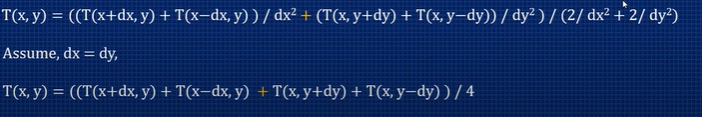 T(x, y) = ((T(x+dx, y) + T(x−dx, y) ) / dx² + (T(x, y+dy) + T(x, y−dy)) / dy² ) / (2/ dx² + 2/ dy²)
Assume, dx = dy,
T(x, y) = ((T(x+dx, y) + T(x−dx, y) + T(x, y+dy) + T(x, y−dy) ) / 4